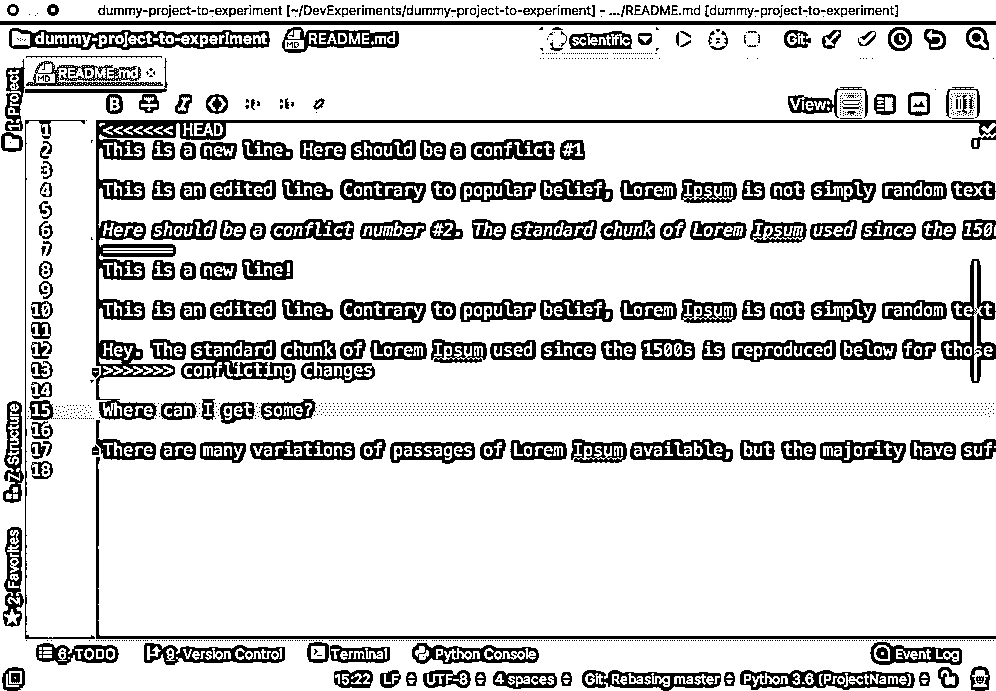 dummy-project-to-experiment [~/DevExperiments/dummy-project-to-experiment] - .../README.md [dummy-project-to-experiment]
dummy-project-to-experiment README.md scientific Git:
README.md
View:
1: Project
1 <<<<<<< HEAD
2 This is a new line. Here should be a conflict #1
3
4 This is an edited line. Contrary to popular belief, Lorem Ipsum is not simply random text
5
6 Here should be a conflict number #2. The standard chunk of Lorem Ipsum used since the 150
7 =======
8 This is a new line!
9
10 This is an edited line. Contrary to popular belief, Lorem Ipsum is not simply random text
11
12 Hey. The standard chunk of Lorem Ipsum used since the 1500s is reproduced below for those
13 >>>>>>> conflicting changes
14
15 Where can I get some?
16
17 There are many variations of passages of Lorem Ipsum available, but the majority have suf
18
7: Structure
2: Favorites
6: TODO 9: Version Control Terminal Python Console Event Log
15:22 LF UTF-8 4 spaces Git: Rebasing master Python 3.6 (ProjectName)